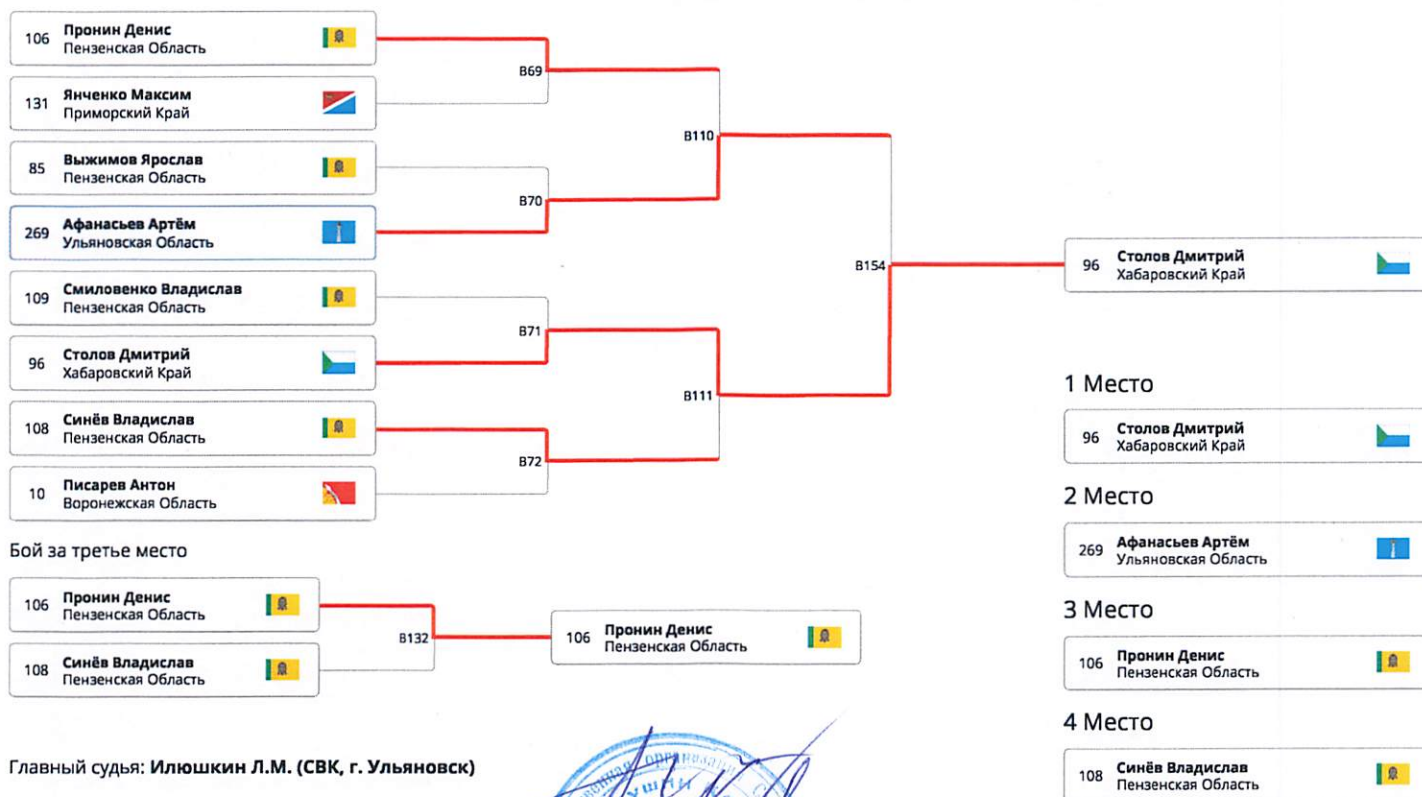 106 Пронин Денис
Пензенская Область
131 Янченко Максим
Приморский Край
85 Выжимов Ярослав
Пензенская Область
269 Афанасьев Артём
Ульяновская Область
109 Смиловенко Владислав
Пензенская Область
96 Столов Дмитрий
Хабаровский Край
108 Синёв Владислав
Пензенская Область
10 Писарев Антон
Воронежская Область
B69
B70
B71
B72
B110
B111
B154
96 Столов Дмитрий
Хабаровский Край
Бой за третье место
106 Пронин Денис
Пензенская Область
108 Синёв Владислав
Пензенская Область
B132
106 Пронин Денис
Пензенская Область
1 Место
96 Столов Дмитрий
Хабаровский Край
2 Место
269 Афанасьев Артём
Ульяновская Область
3 Место
106 Пронин Денис
Пензенская Область
4 Место
108 Синёв Владислав
Пензенская Область
Главный судья: Илюшкин Л.М. (СВК, г. Ульяновск)